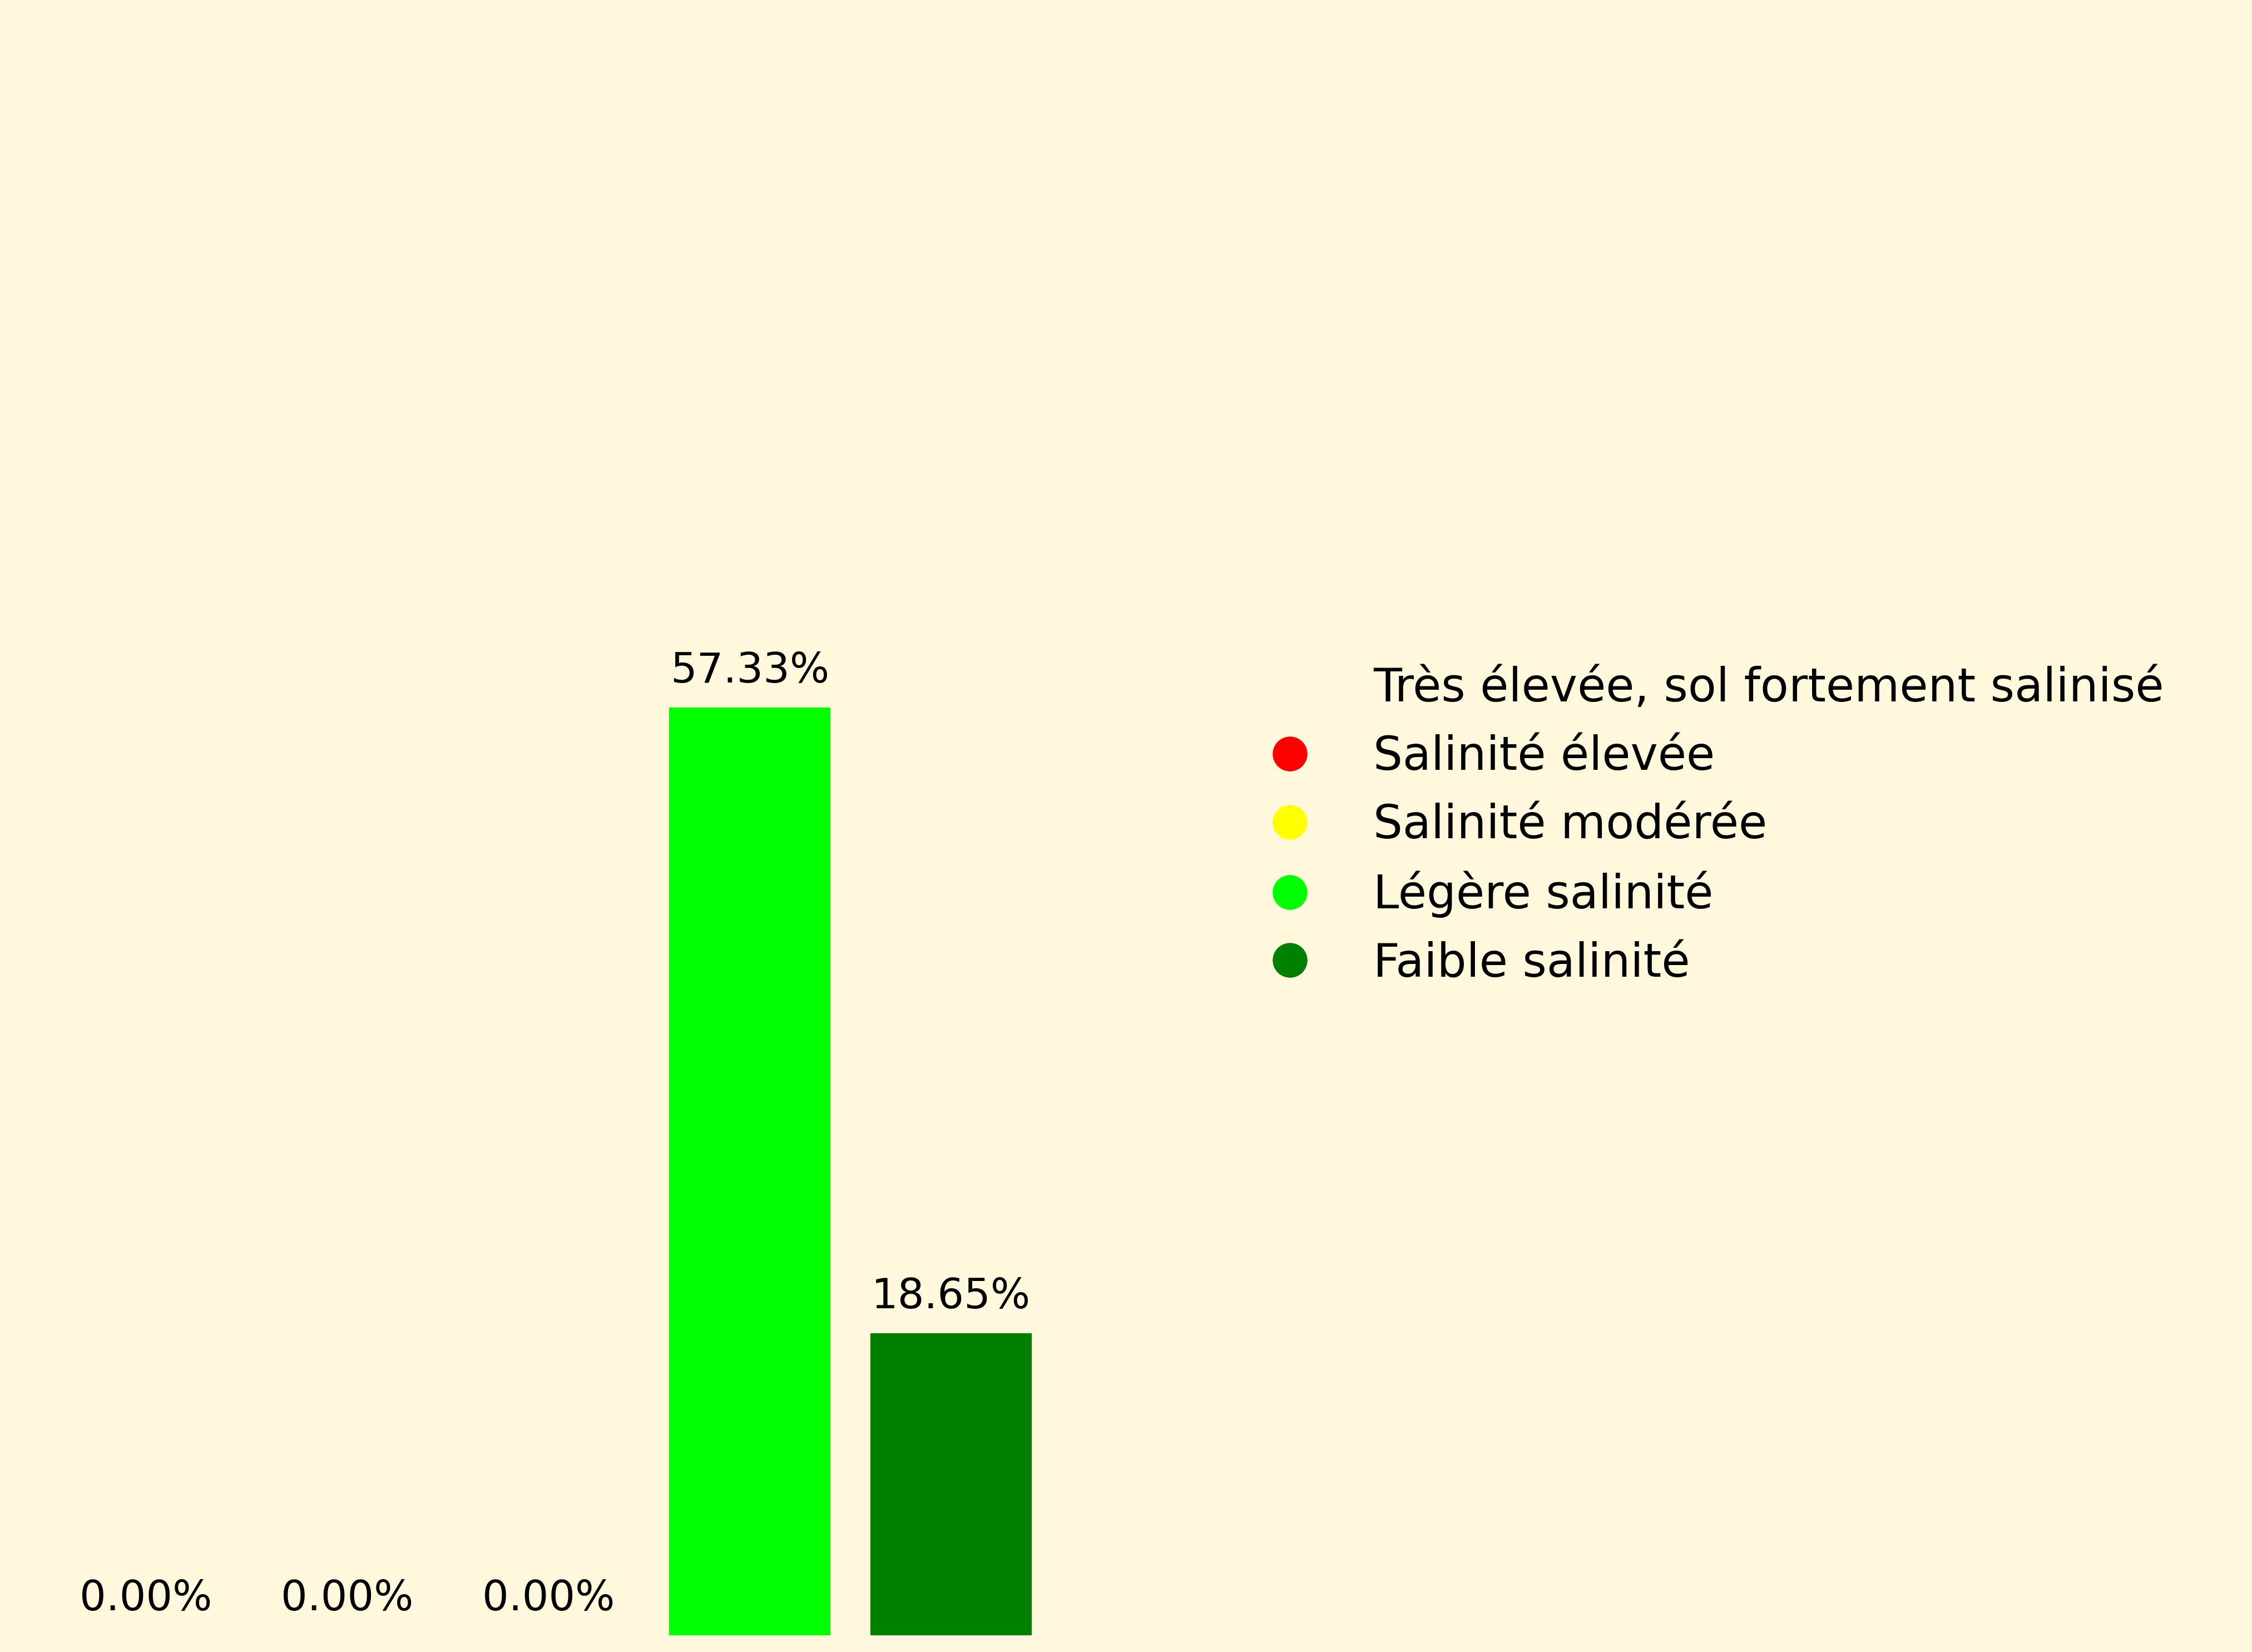 57.33%
18.65%
0.00% 0.00% 0.00%
Très élevée, sol fortement salinisé
Salinité élevée
Salinité modérée
Légère salinité
Faible salinité